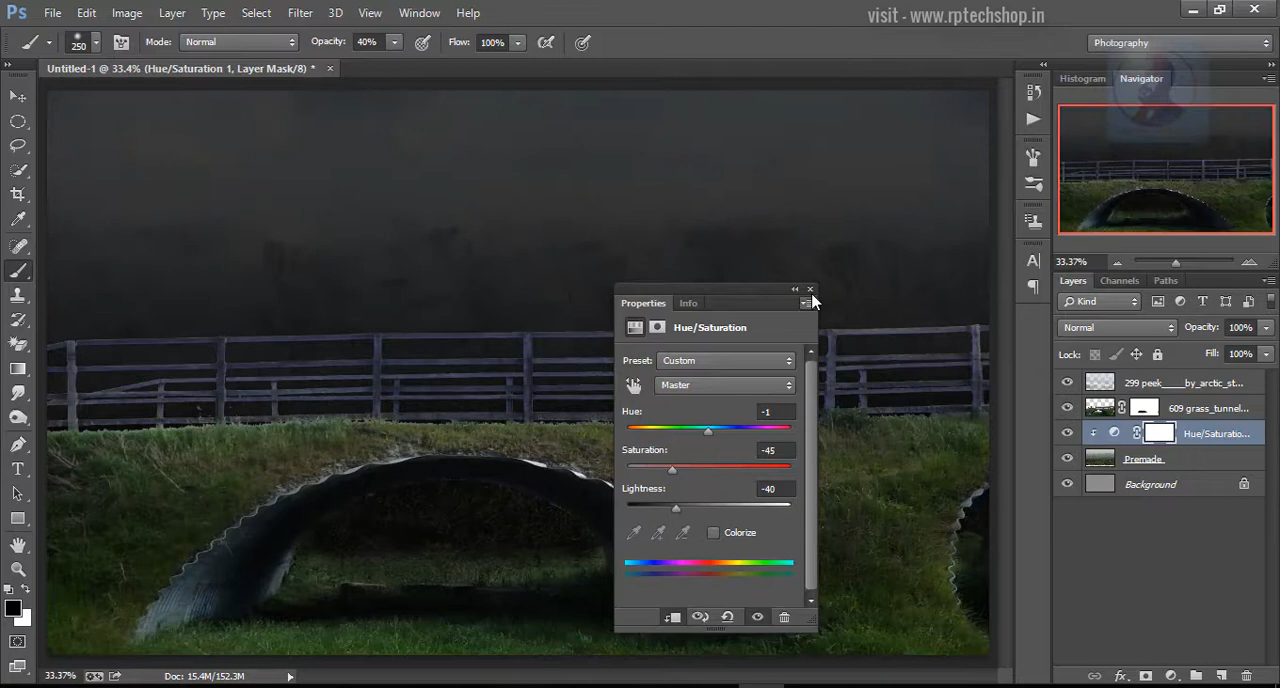 Ps File Edit Image Layer Type Select Filter 3D View Window Help
visit - www.rptechshop.in
250 Mode: Normal Opacity: 40% Flow: 100% Photography
Untitled-1 @ 33.4% (Hue/Saturation 1, Layer Mask/8) * ×
Histogram Navigator
33.37%
Layers Channels Paths
Kind
Normal Opacity: 100%
Lock: Fill: 100%
299 peek_____by_arctic_st...
609 grass_tunnel...
Hue/Saturatio...
Premade
Background
Properties Info
Hue/Saturation
Preset: Custom
Master
Hue: -1
Saturation: -45
Lightness: -40
Colorize
33.37% Doc: 15.4M/152.3M